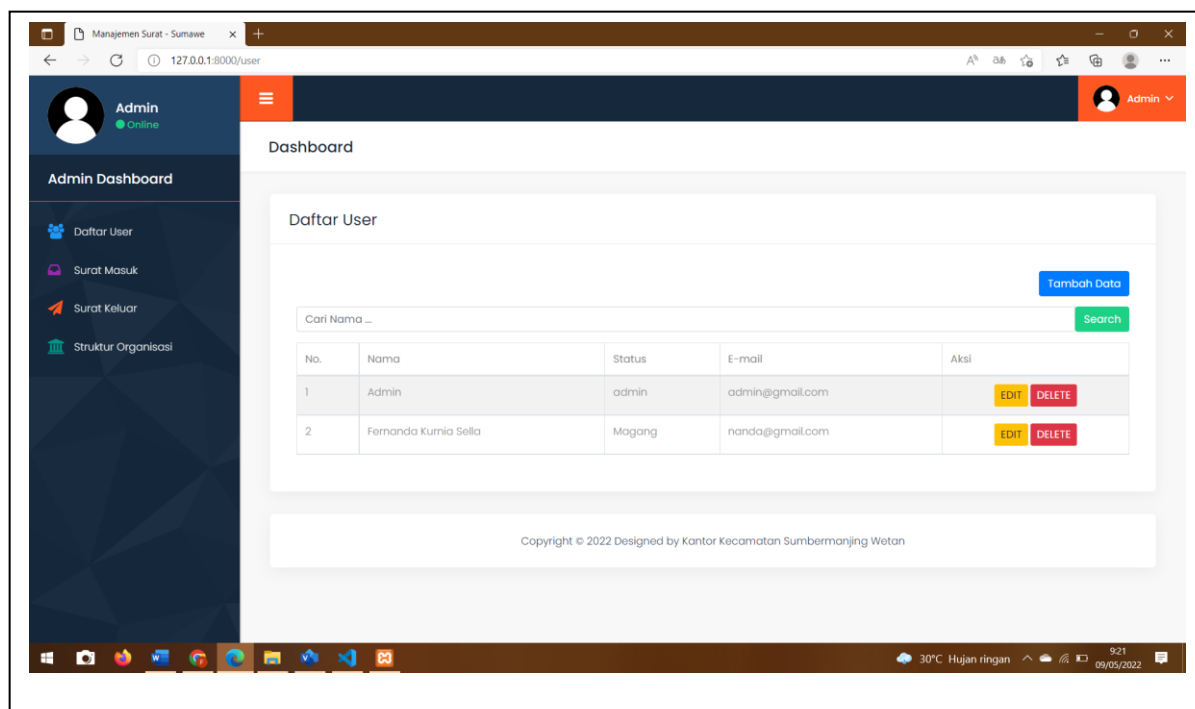 Manajemen Surat - Sumawe
127.0.0.1:8000/user
Admin
Online
Admin
Dashboard
Admin Dashboard
Daftar User
Surat Masuk
Surat Keluar
Struktur Organisasi
Daftar User
Tambah Data
Cari Nama ... Search
No. Nama Status E-mail Aksi
1 Admin admin admin@gmail.com EDIT DELETE
2 Fernanda Kurnia Sella Magang nanda@gmail.com EDIT DELETE
Copyright © 2022 Designed by Kantor Kecamatan Sumbermanjing Wetan
30°C Hujan ringan
9:21
09/05/2022